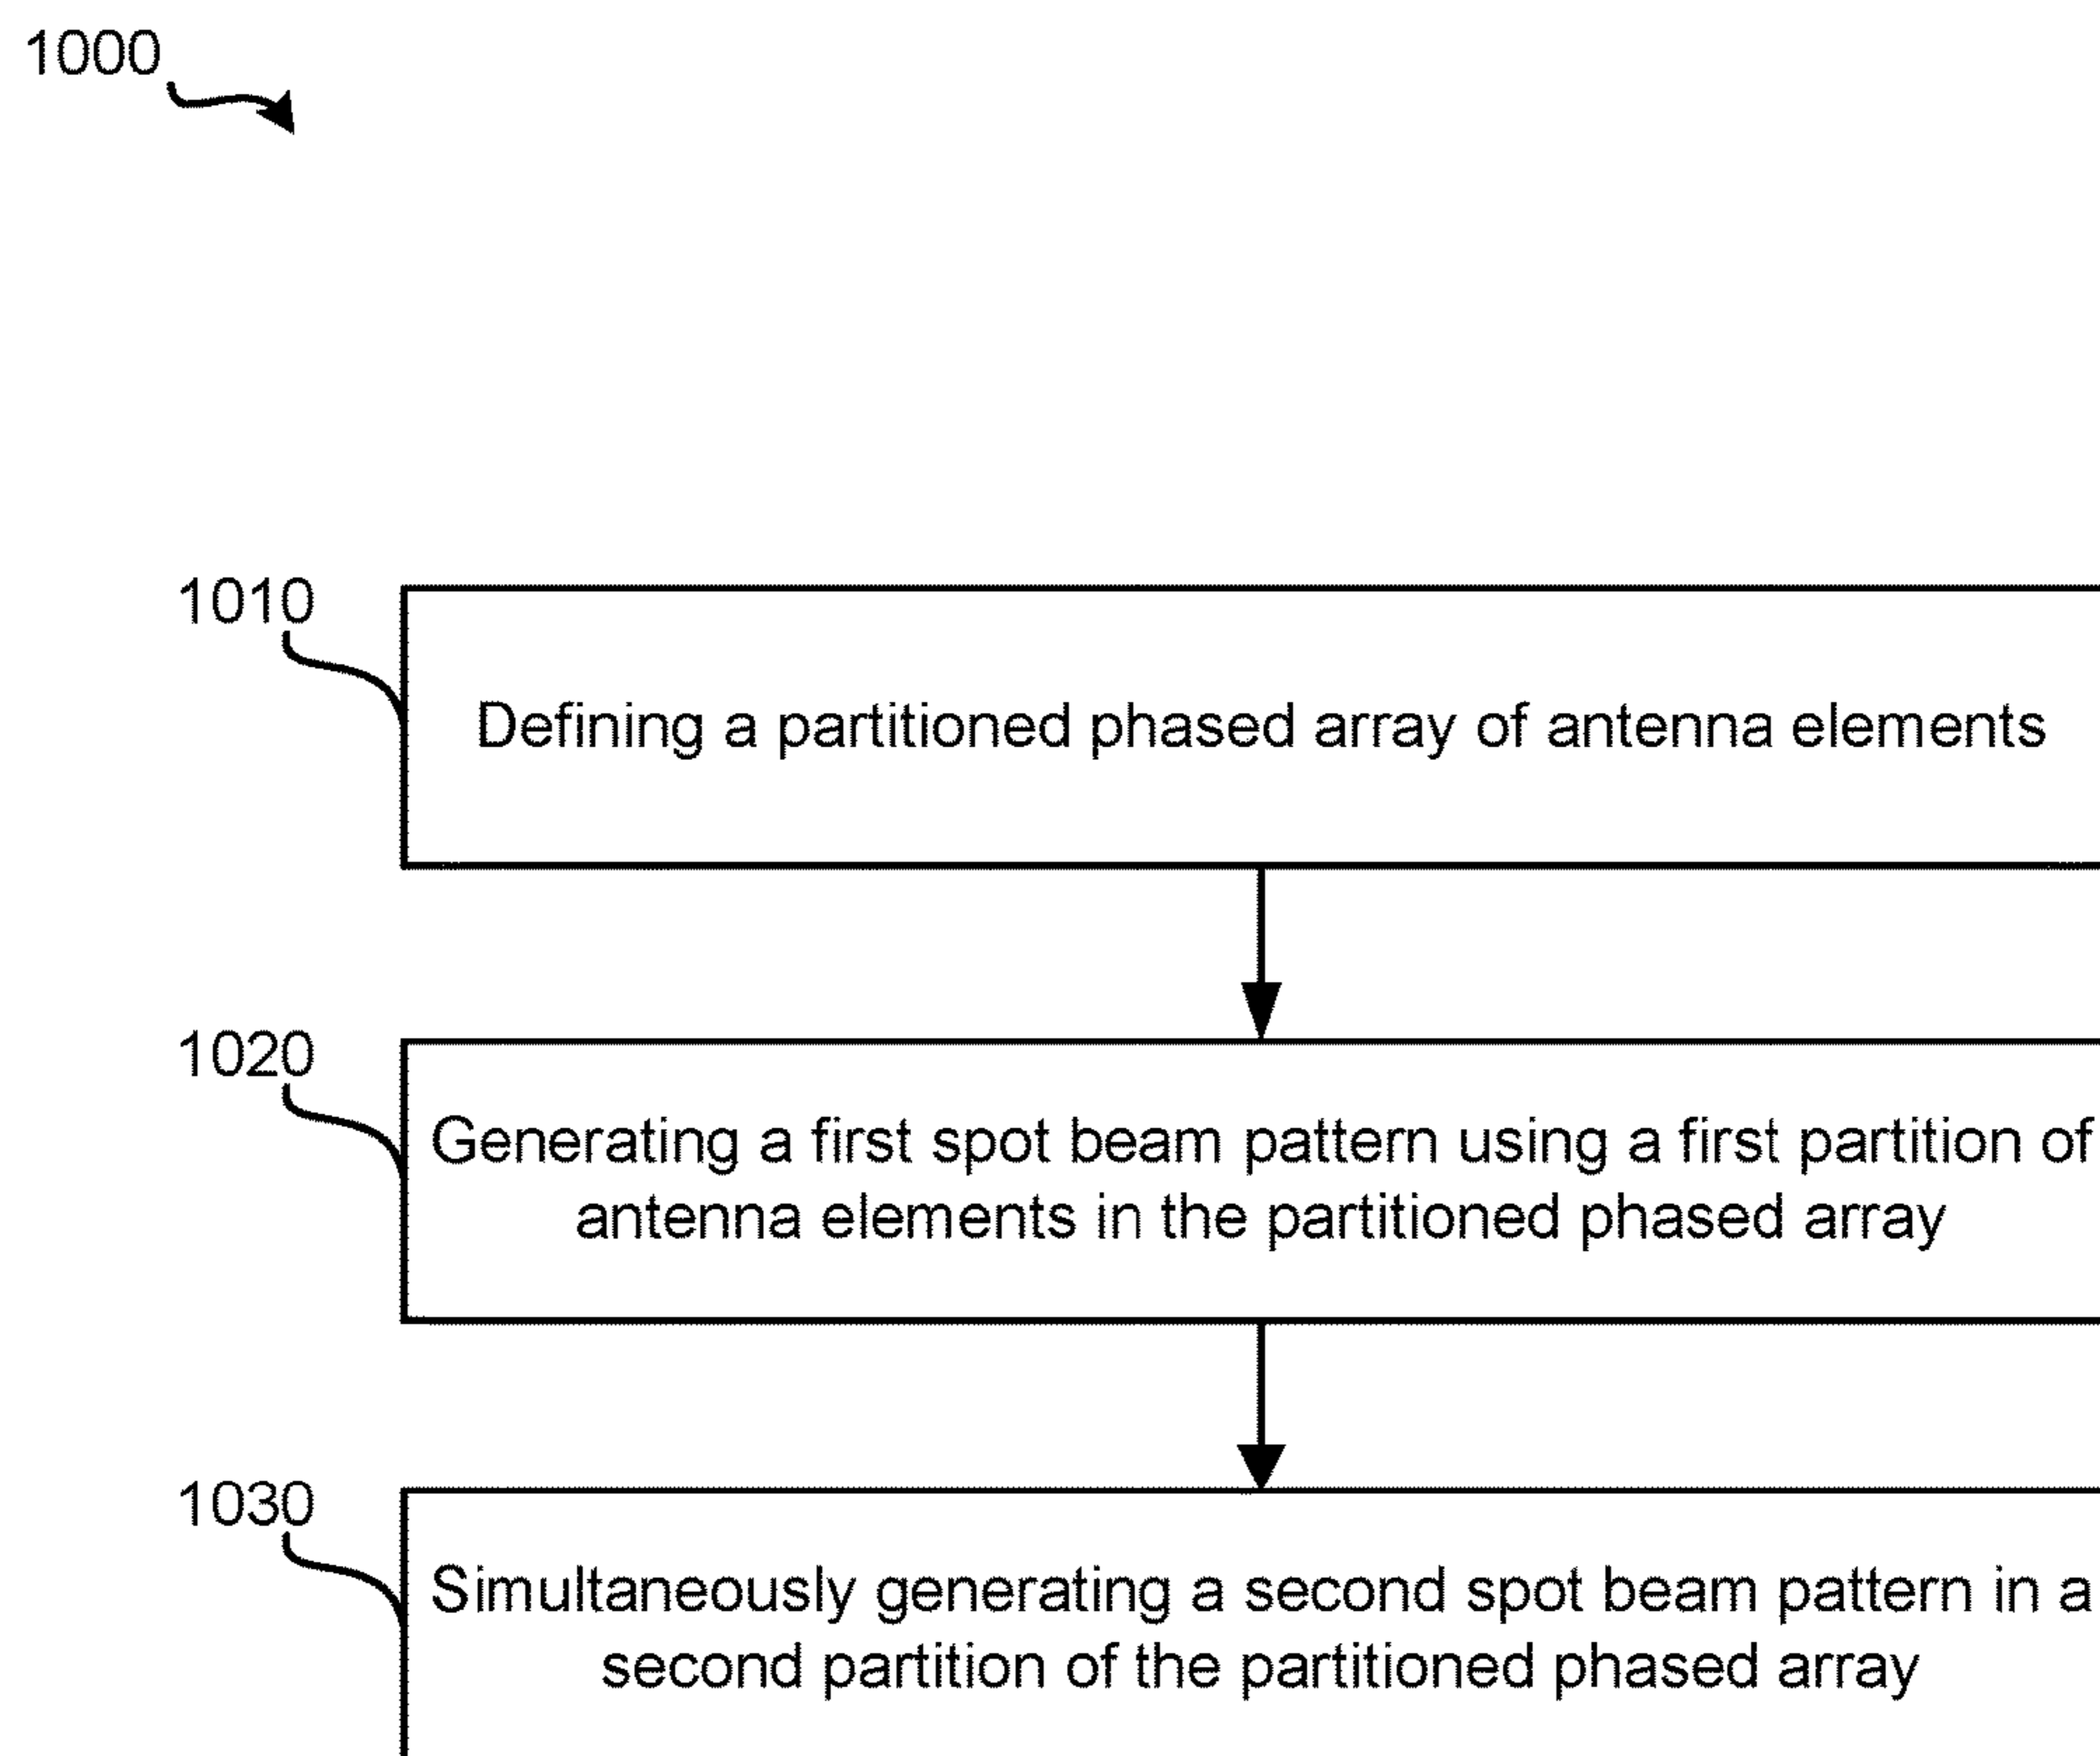 1000
1010
Defining a partitioned phased array of antenna elements
1020
Generating a first spot beam pattern using a first partition of
antenna elements in the partitioned phased array
1030
Simultaneously generating a second spot beam pattern in a
second partition of the partitioned phased array